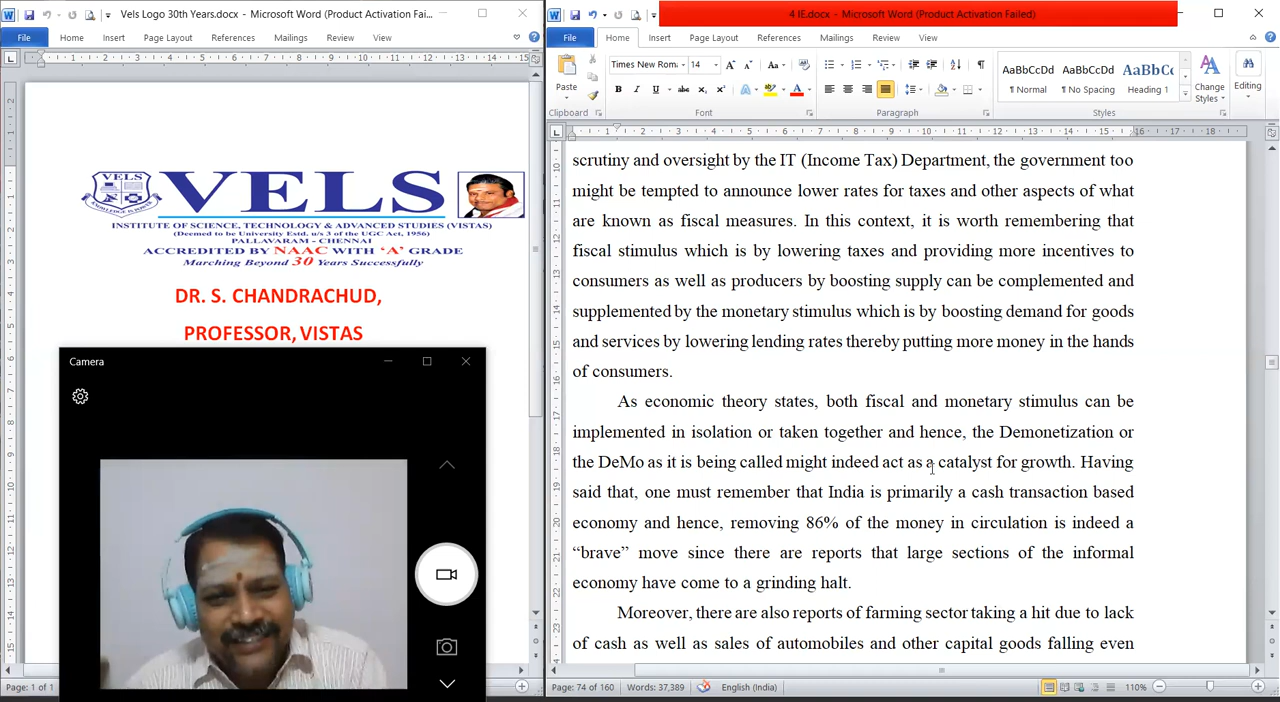 Vels Logo 30th Years.docx - Microsoft Word (Product Activation Fai...
File Home Insert Page Layout References Mailings Review View
VELS
VELS
INSTITUTE OF SCIENCE, TECHNOLOGY & ADVANCED STUDIES (VISTAS)
(Deemed to be University Estd. u/s 3 of the UGC Act, 1956)
PALLAVARAM - CHENNAI
ACCREDITED BY NAAC WITH ‘A’ GRADE
Marching Beyond 30 Years Successfully
DR. S. CHANDRACHUD,
PROFESSOR, VISTAS
Camera
Page: 1 of 1
4 IE.docx - Microsoft Word (Product Activation Failed)
File Home Insert Page Layout References Mailings Review View
Paste
Clipboard
Times New Rom
14
Font
Paragraph
AaBbCcDd AaBbCcDd AaBbCc
¶ Normal ¶ No Spacing Heading 1
Styles
Change
Styles
Editing
scrutiny and oversight by the IT (Income Tax) Department, the government too
might be tempted to announce lower rates for taxes and other aspects of what
are known as fiscal measures. In this context, it is worth remembering that
fiscal stimulus which is by lowering taxes and providing more incentives to
consumers as well as producers by boosting supply can be complemented and
supplemented by the monetary stimulus which is by boosting demand for goods
and services by lowering lending rates thereby putting more money in the hands
of consumers.
As economic theory states, both fiscal and monetary stimulus can be
implemented in isolation or taken together and hence, the Demonetization or
the DeMo as it is being called might indeed act as a catalyst for growth. Having
said that, one must remember that India is primarily a cash transaction based
economy and hence, removing 86% of the money in circulation is indeed a
“brave” move since there are reports that large sections of the informal
economy have come to a grinding halt.
Moreover, there are also reports of farming sector taking a hit due to lack
of cash as well as sales of automobiles and other capital goods falling even
Page: 74 of 160 Words: 37,389 English (India) 110%